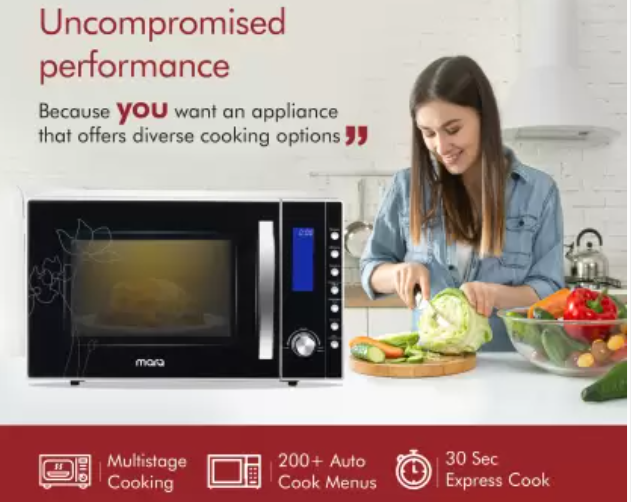 Uncompromised
performance
Because you want an appliance
that offers diverse cooking options ”
mara
Multistage
Cooking
200+ Auto
Cook Menus
30 Sec
Express Cook